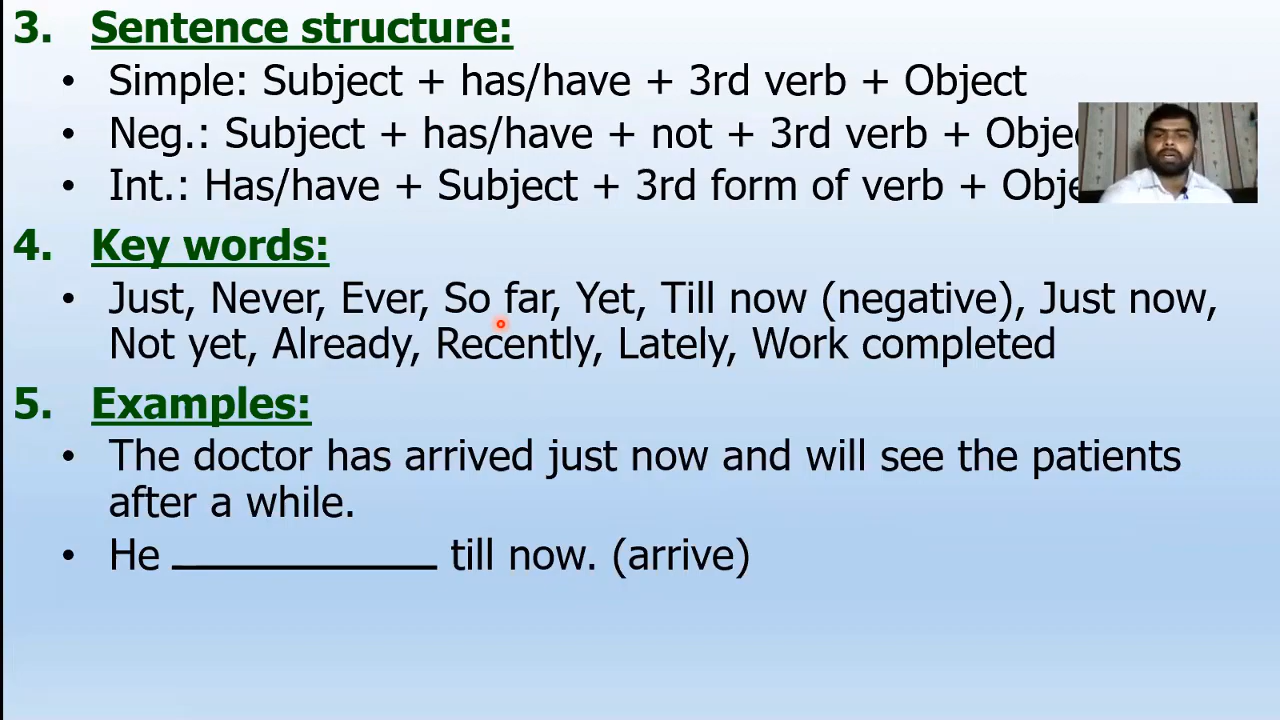 3. Sentence structure:
• Simple: Subject + has/have + 3rd verb + Object
• Neg.: Subject + has/have + not + 3rd verb + Objec
• Int.: Has/have + Subject + 3rd form of verb + Obje
4. Key words:
• Just, Never, Ever, So far, Yet, Till now (negative), Just now,
Not yet, Already, Recently, Lately, Work completed
5. Examples:
• The doctor has arrived just now and will see the patients
after a while.
• He ____________ till now. (arrive)